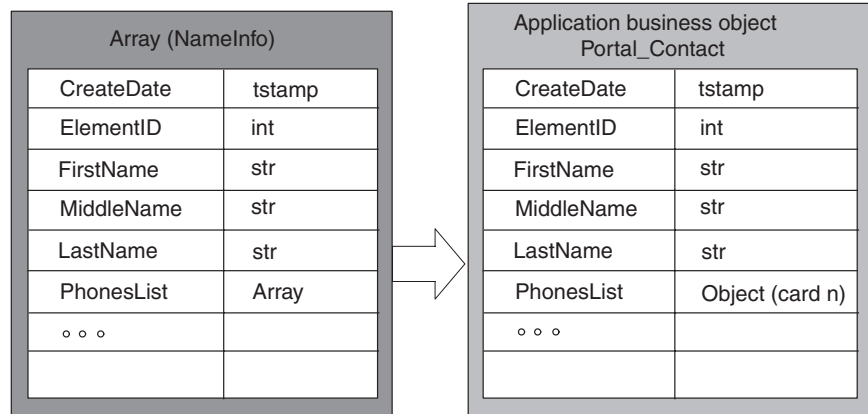 Array (NameInfo)
CreateDate tstamp
ElementID int
FirstName str
MiddleName str
LastName str
PhonesList Array
° ° °
Application business object
Portal_Contact
CreateDate tstamp
ElementID int
FirstName str
MiddleName str
LastName str
PhonesList Object (card n)
° ° °